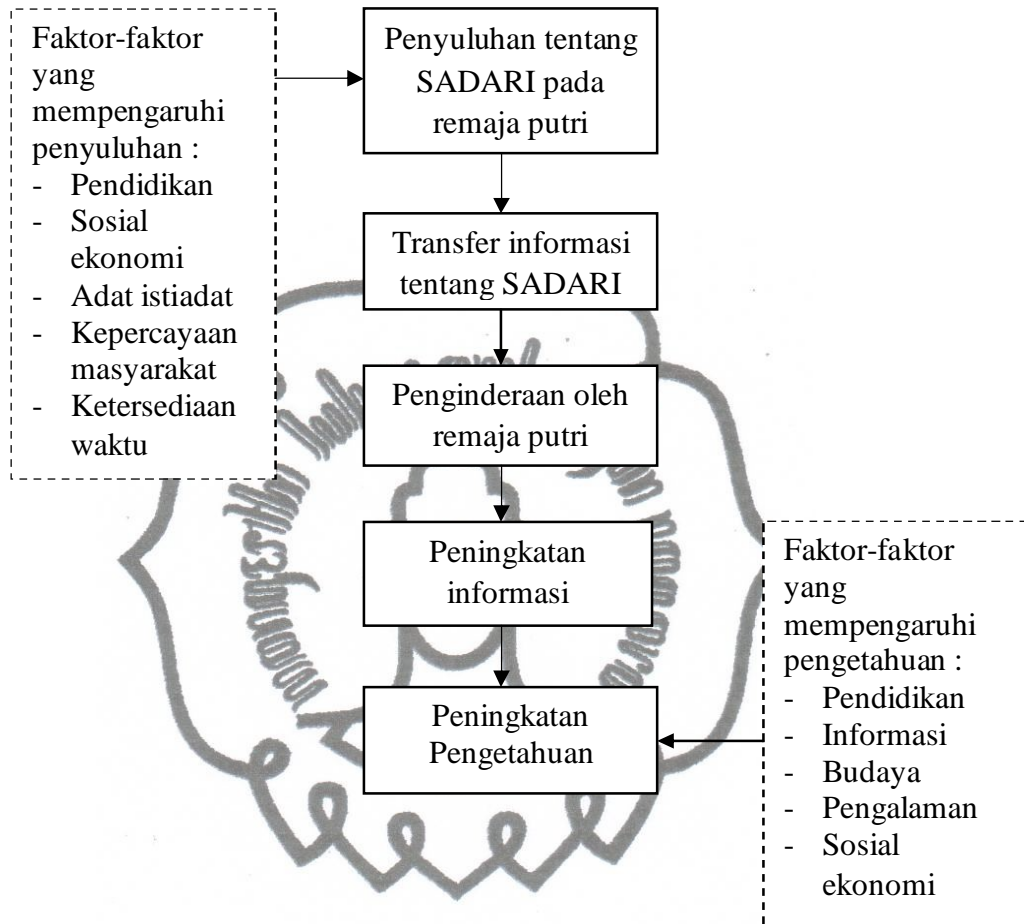 Faktor-faktor
yang
mempengaruhi
penyuluhan :
- Pendidikan
- Sosial
ekonomi
- Adat istiadat
- Kepercayaan
masyarakat
- Ketersediaan
waktu
Penyuluhan tentang
SADARI pada
remaja putri
Transfer informasi
tentang SADARI
Penginderaan oleh
remaja putri
Peningkatan
informasi
Peningkatan
Pengetahuan
Faktor-faktor
yang
mempengaruhi
pengetahuan :
- Pendidikan
- Informasi
- Budaya
- Pengalaman
- Sosial
ekonomi